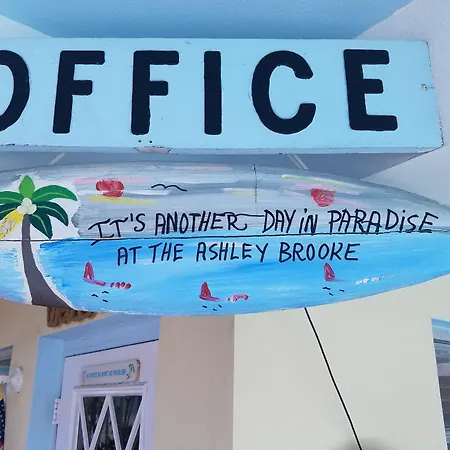 OFFICE
IT'S ANOTHER DAY IN PARADISE
AT THE ASHLEY BROOKE